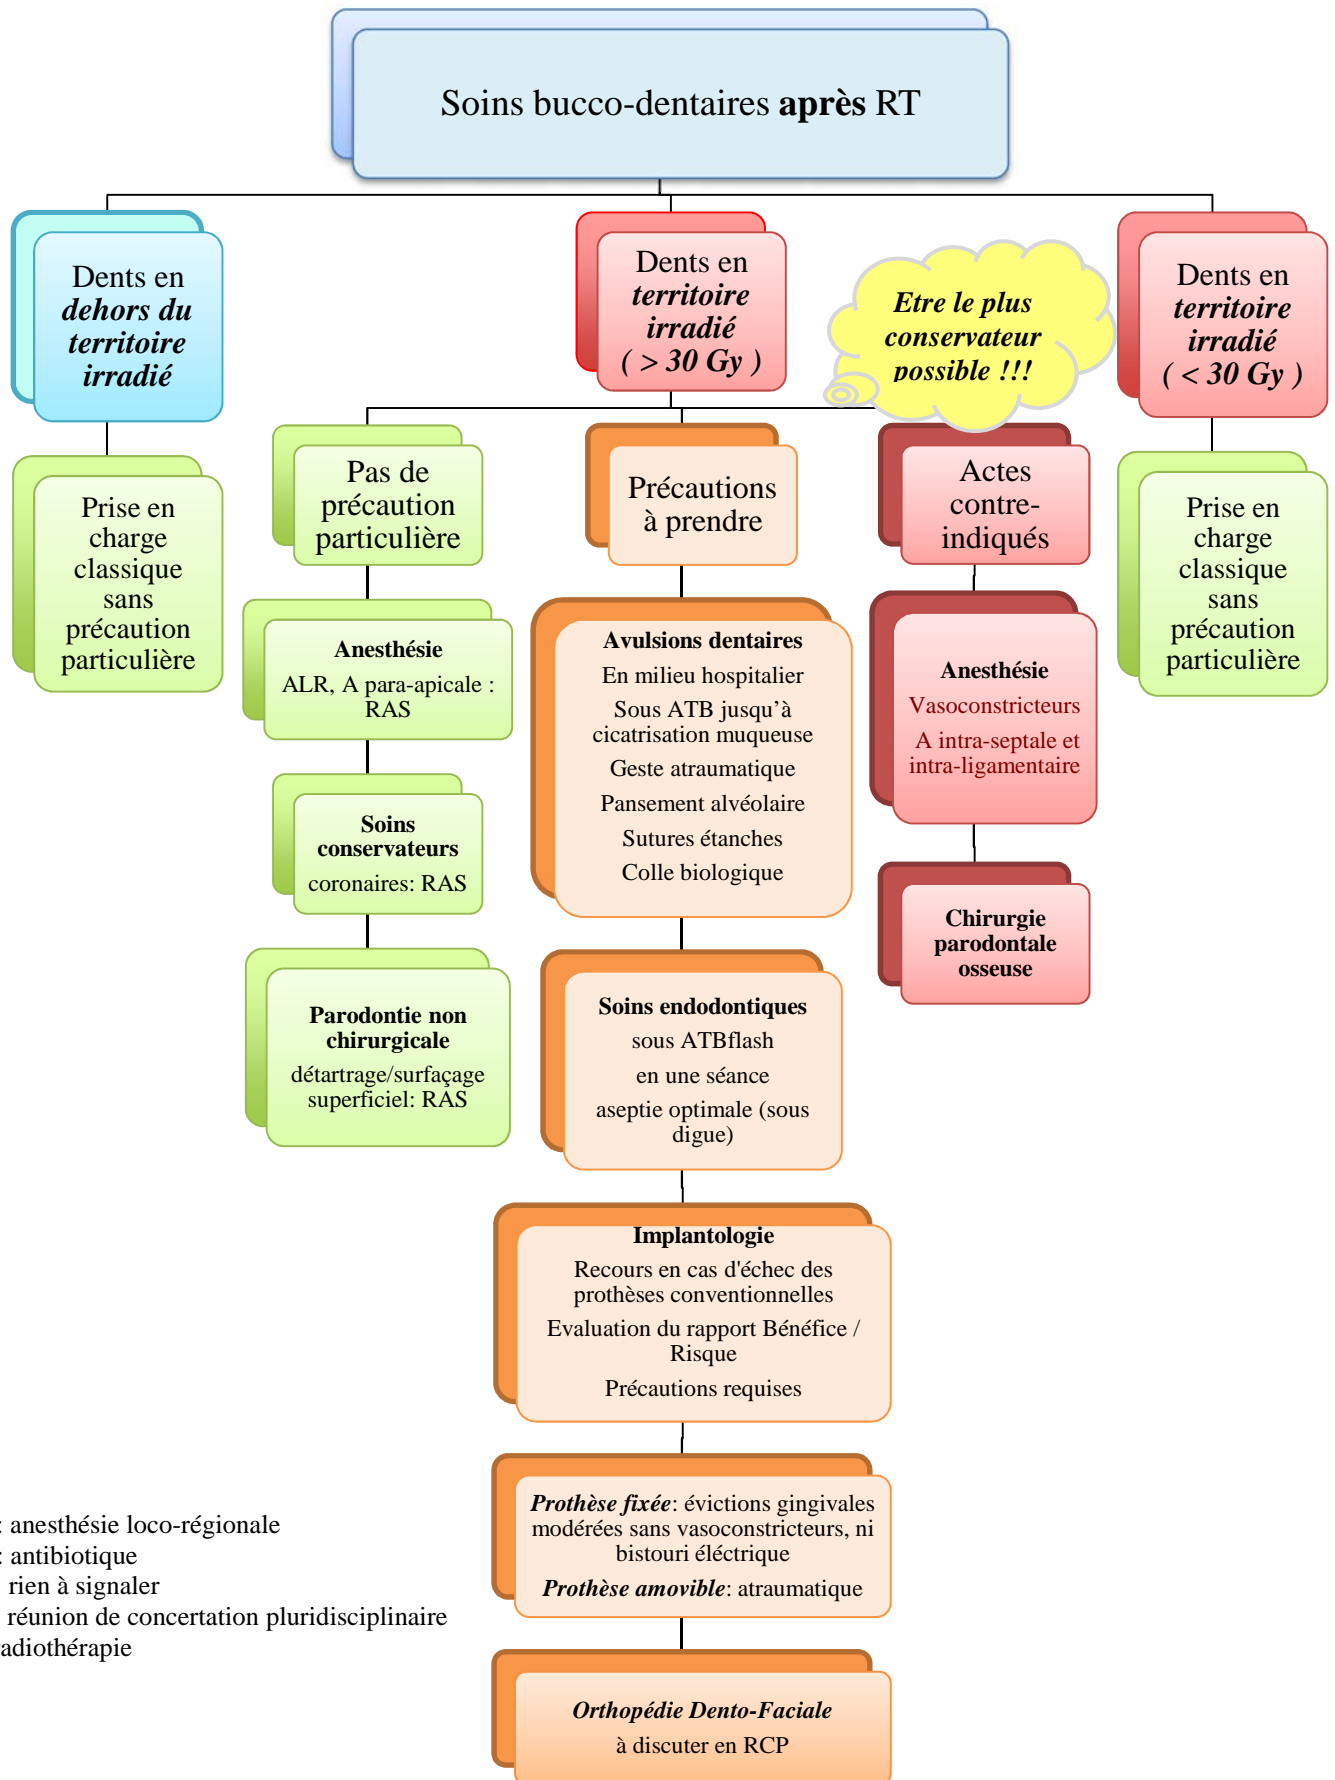 Soins bucco-dentaires après RT
Dents en
dehors du
territoire
irradié
Prise en
charge
classique
sans
précaution
particulière
Dents en
territoire
irradié
( > 30 Gy )
Etre le plus
conservateur
possible !!!
Pas de
précaution
particulière
Anesthésie
ALR, A para-apicale :
RAS
Soins
conservateurs
coronaires: RAS
Parodontie non
chirurgicale
détartrage/surfaçage
superficiel: RAS
Précautions
à prendre
Avulsions dentaires
En milieu hospitalier
Sous ATB jusqu’à
cicatrisation muqueuse
Geste atraumatique
Pansement alvéolaire
Sutures étanches
Colle biologique
Soins endodontiques
sous ATBflash
en une séance
aseptie optimale (sous
digue)
Implantologie
Recours en cas d'échec des
prothèses conventionnelles
Evaluation du rapport Bénéfice /
Risque
Précautions requises
Prothèse fixée: évictions gingivales
modérées sans vasoconstricteurs, ni
bistouri éléctrique
Prothèse amovible: atraumatique
Orthopédie Dento-Faciale
à discuter en RCP
Actes
contre-
indiqués
Anesthésie
Vasoconstricteurs
A intra-septale et
intra-ligamentaire
Chirurgie
parodontale
osseuse
Dents en
territoire
irradié
( < 30 Gy )
Prise en
charge
classique
sans
précaution
particulière
: anesthésie loco-régionale
: antibiotique
: rien à signaler
: réunion de concertation pluridisciplinaire
adiothérapie